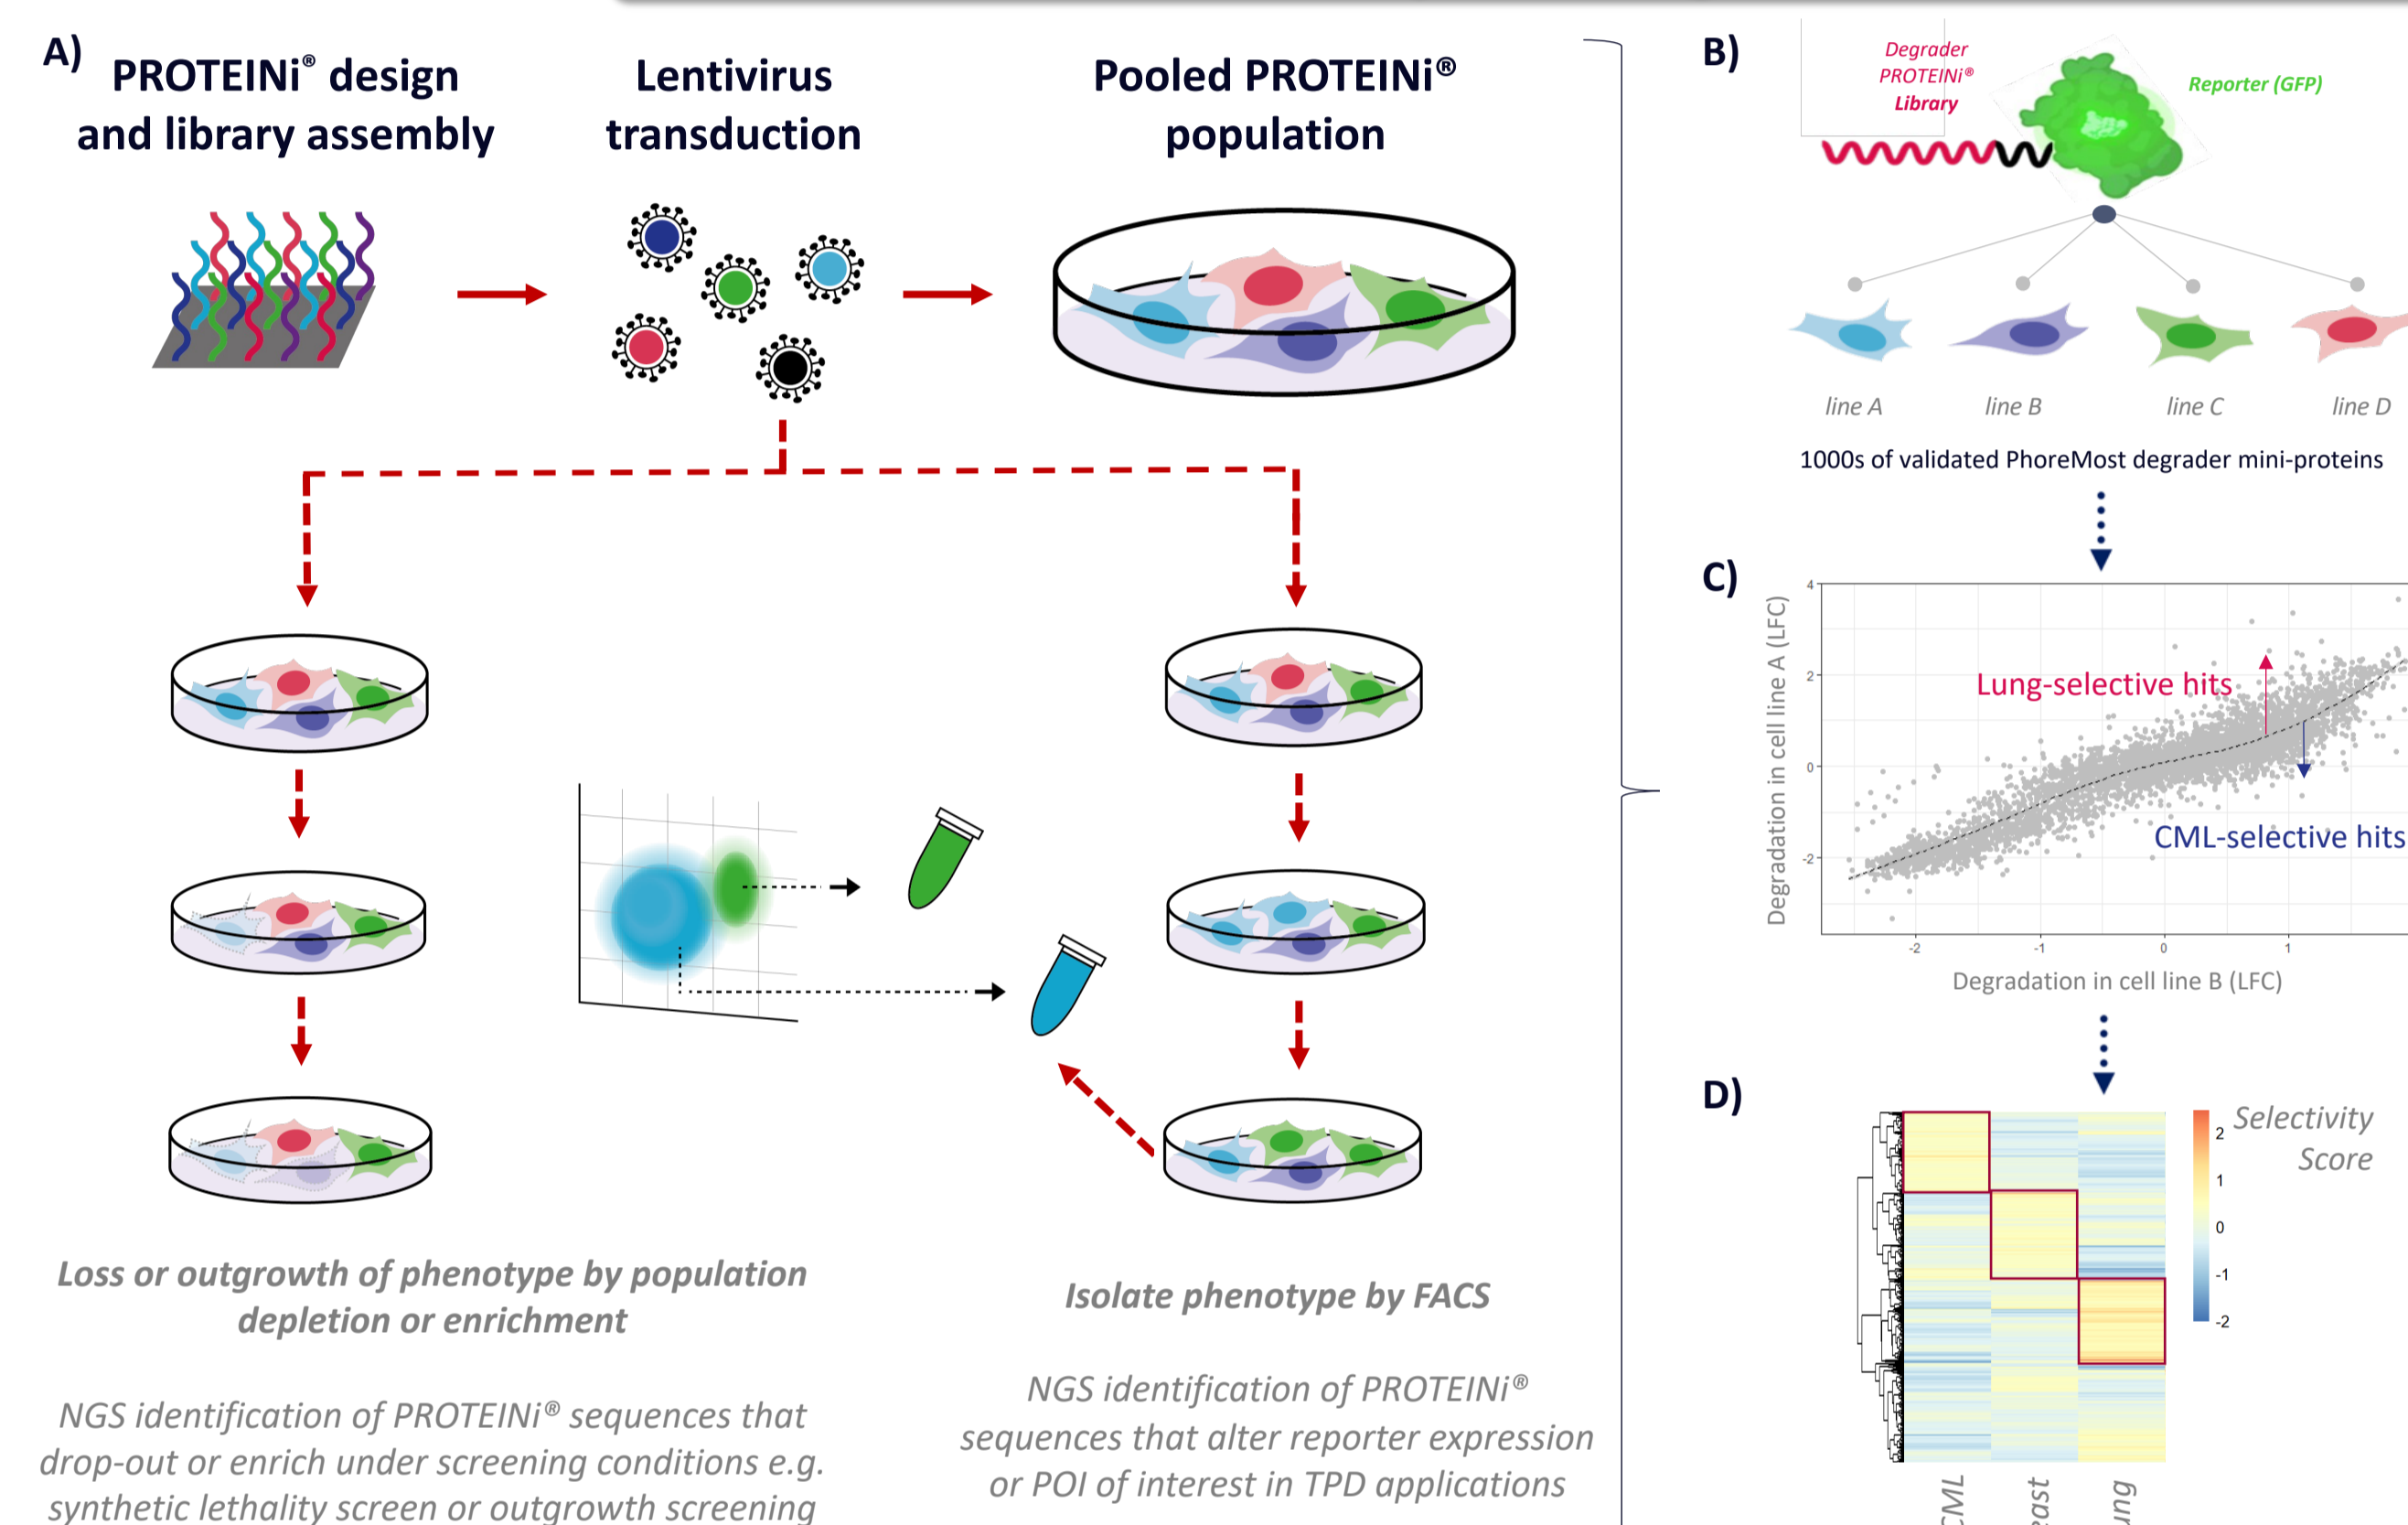 A)
PROTEINi® design
and library assembly
Lentivirus
transduction
Pooled PROTEINi®
population
Loss or outgrowth of phenotype by population
depletion or enrichment
NGS identification of PROTEINi® sequences that
drop-out or enrich under screening conditions e.g.
synthetic lethality screen or outgrowth screening
Isolate phenotype by FACS
NGS identification of PROTEINi®
sequences that alter reporter expression
or POI of interest in TPD applications
B)
Degrader
PROTEINi®
Library
Reporter (GFP)
line A
line B
line C
line D
1000s of validated PhoreMost degrader mini-proteins
C)
Degradation in cell line A (LFC)
4
2
0
-2
Lung-selective hits
CML-selective hits
-2
-1
0
1
Degradation in cell line B (LFC)
D)
Selectivity
Score
2
1
0
-1
-2
CML
east
ung